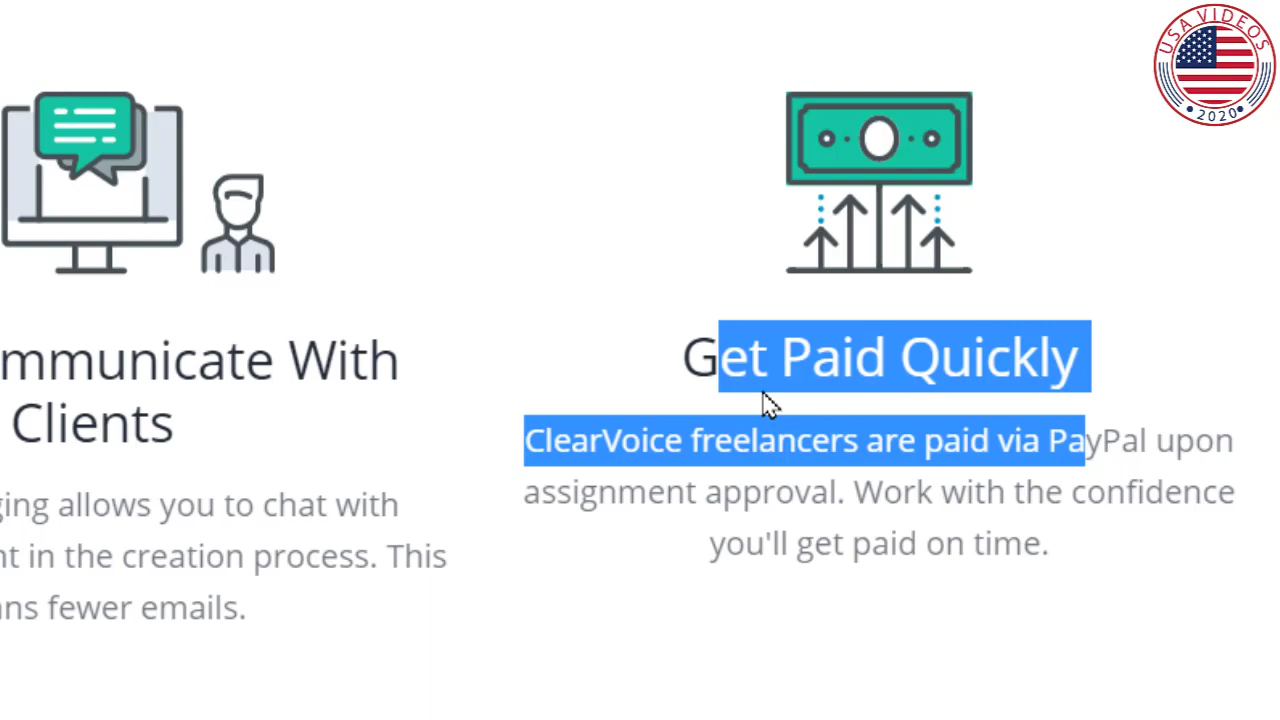 USA VIDEOS
2020
mmunicate With
Clients
ging allows you to chat with
nt in the creation process. This
ans fewer emails.
Get Paid Quickly
ClearVoice freelancers are paid via PayPal upon
assignment approval. Work with the confidence
you'll get paid on time.